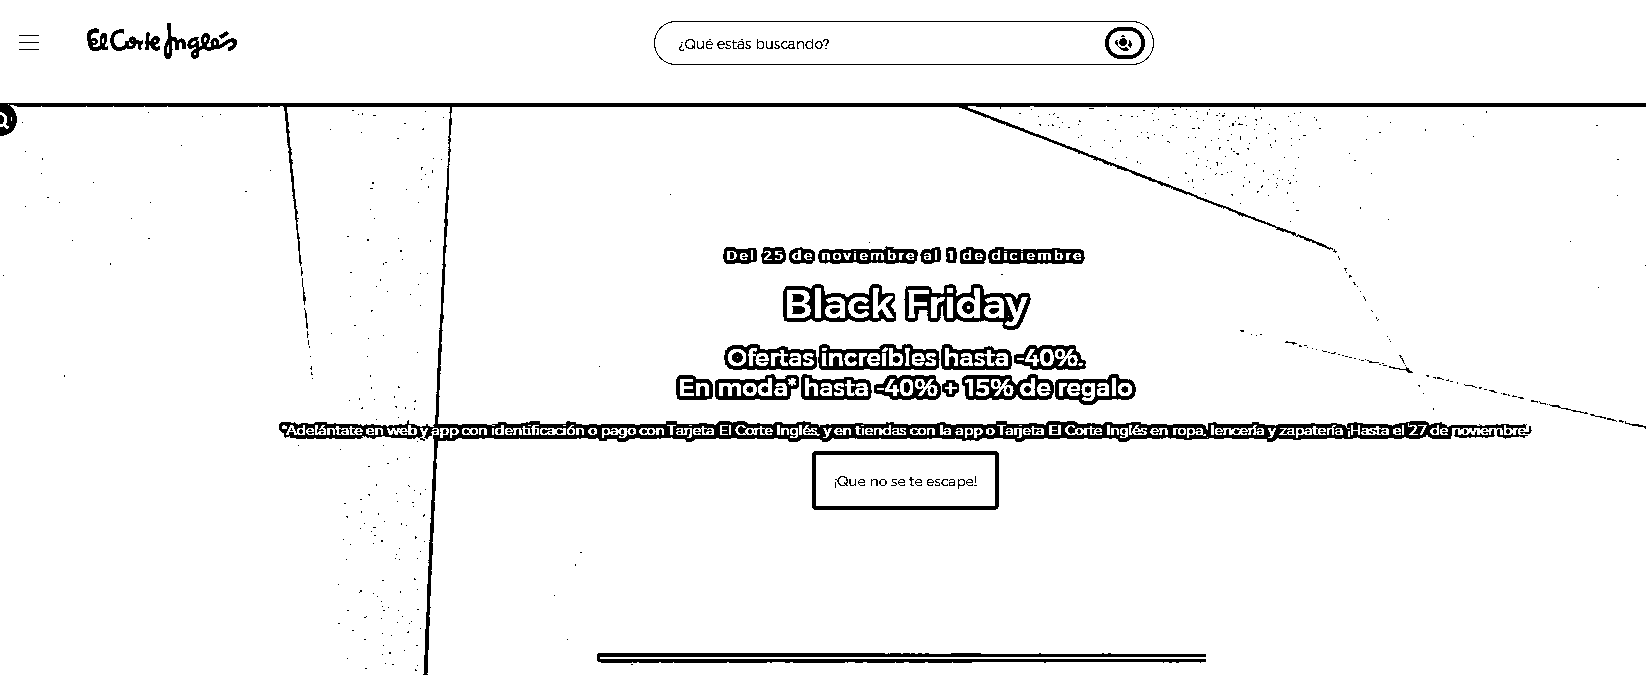 El Corte Inglés
¿Qué estás buscando?
Del 25 de noviembre al 1 de diciembre
Black Friday
Ofertas increíbles hasta -40%.
En moda* hasta -40% + 15% de regalo
*Adelántate en web y app con identificación o pago con Tarjeta El Corte Inglés, y en tiendas con la app o Tarjeta El Corte Inglés en ropa, lencería y zapatería ¡Hasta el 27 de noviembre!
¡Que no se te escape!